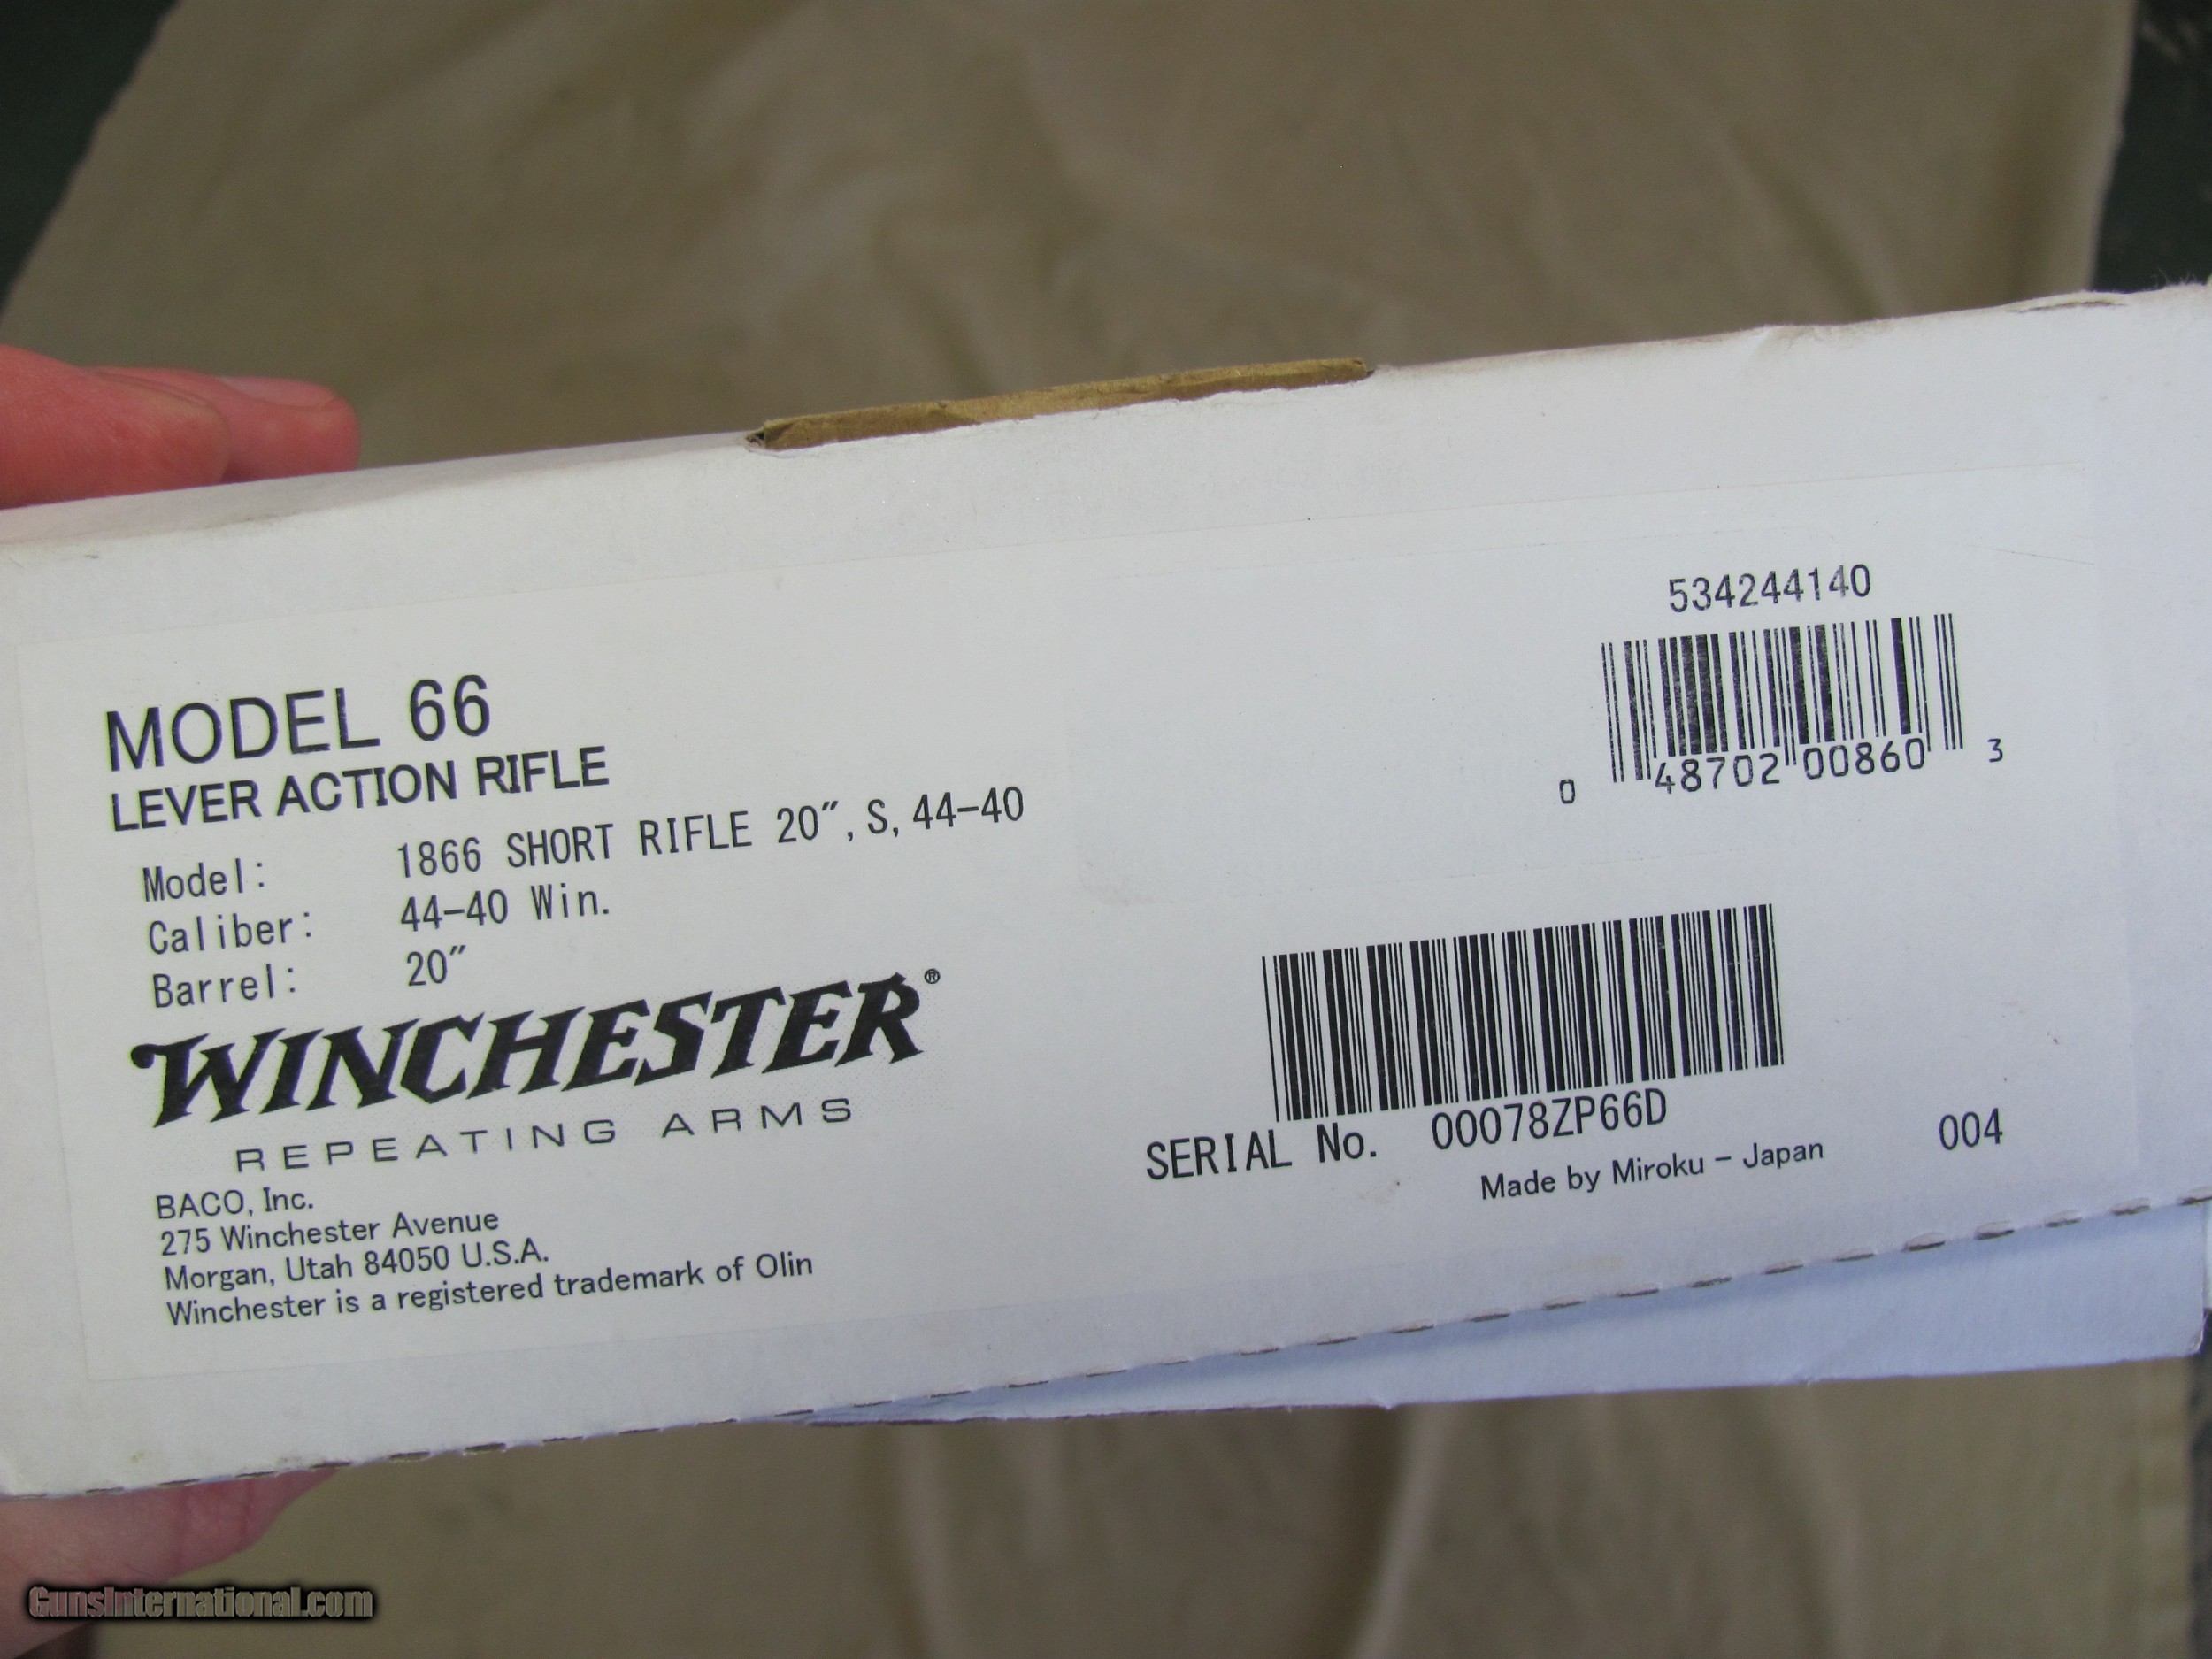 MODEL 66
LEVER ACTION RIFLE
Model: 1866 SHORT RIFLE 20", S, 44-40
Caliber: 44-40 Win.
Barrel: 20"
WINCHESTER®
REPEATING ARMS
BACO, Inc.
275 Winchester Avenue
Morgan, Utah 84050 U.S.A.
Winchester is a registered trademark of Olin
534244140
0 48702 00860 3
SERIAL No. 00078ZP66D
Made by Miroku - Japan
004
GunsInternational.com